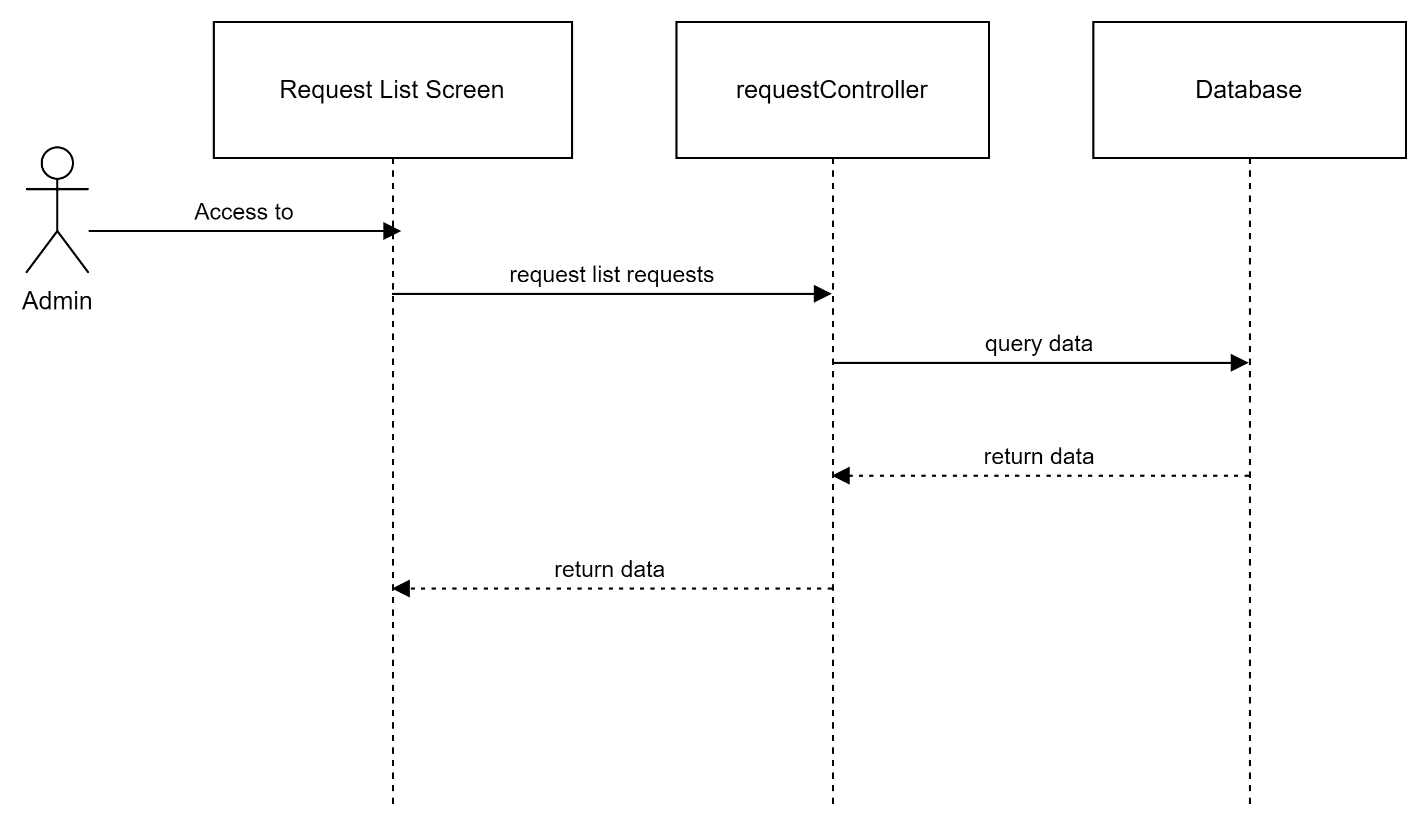 Request List Screen
requestController
Database
Access to
Admin
request list requests
query data
return data
return data